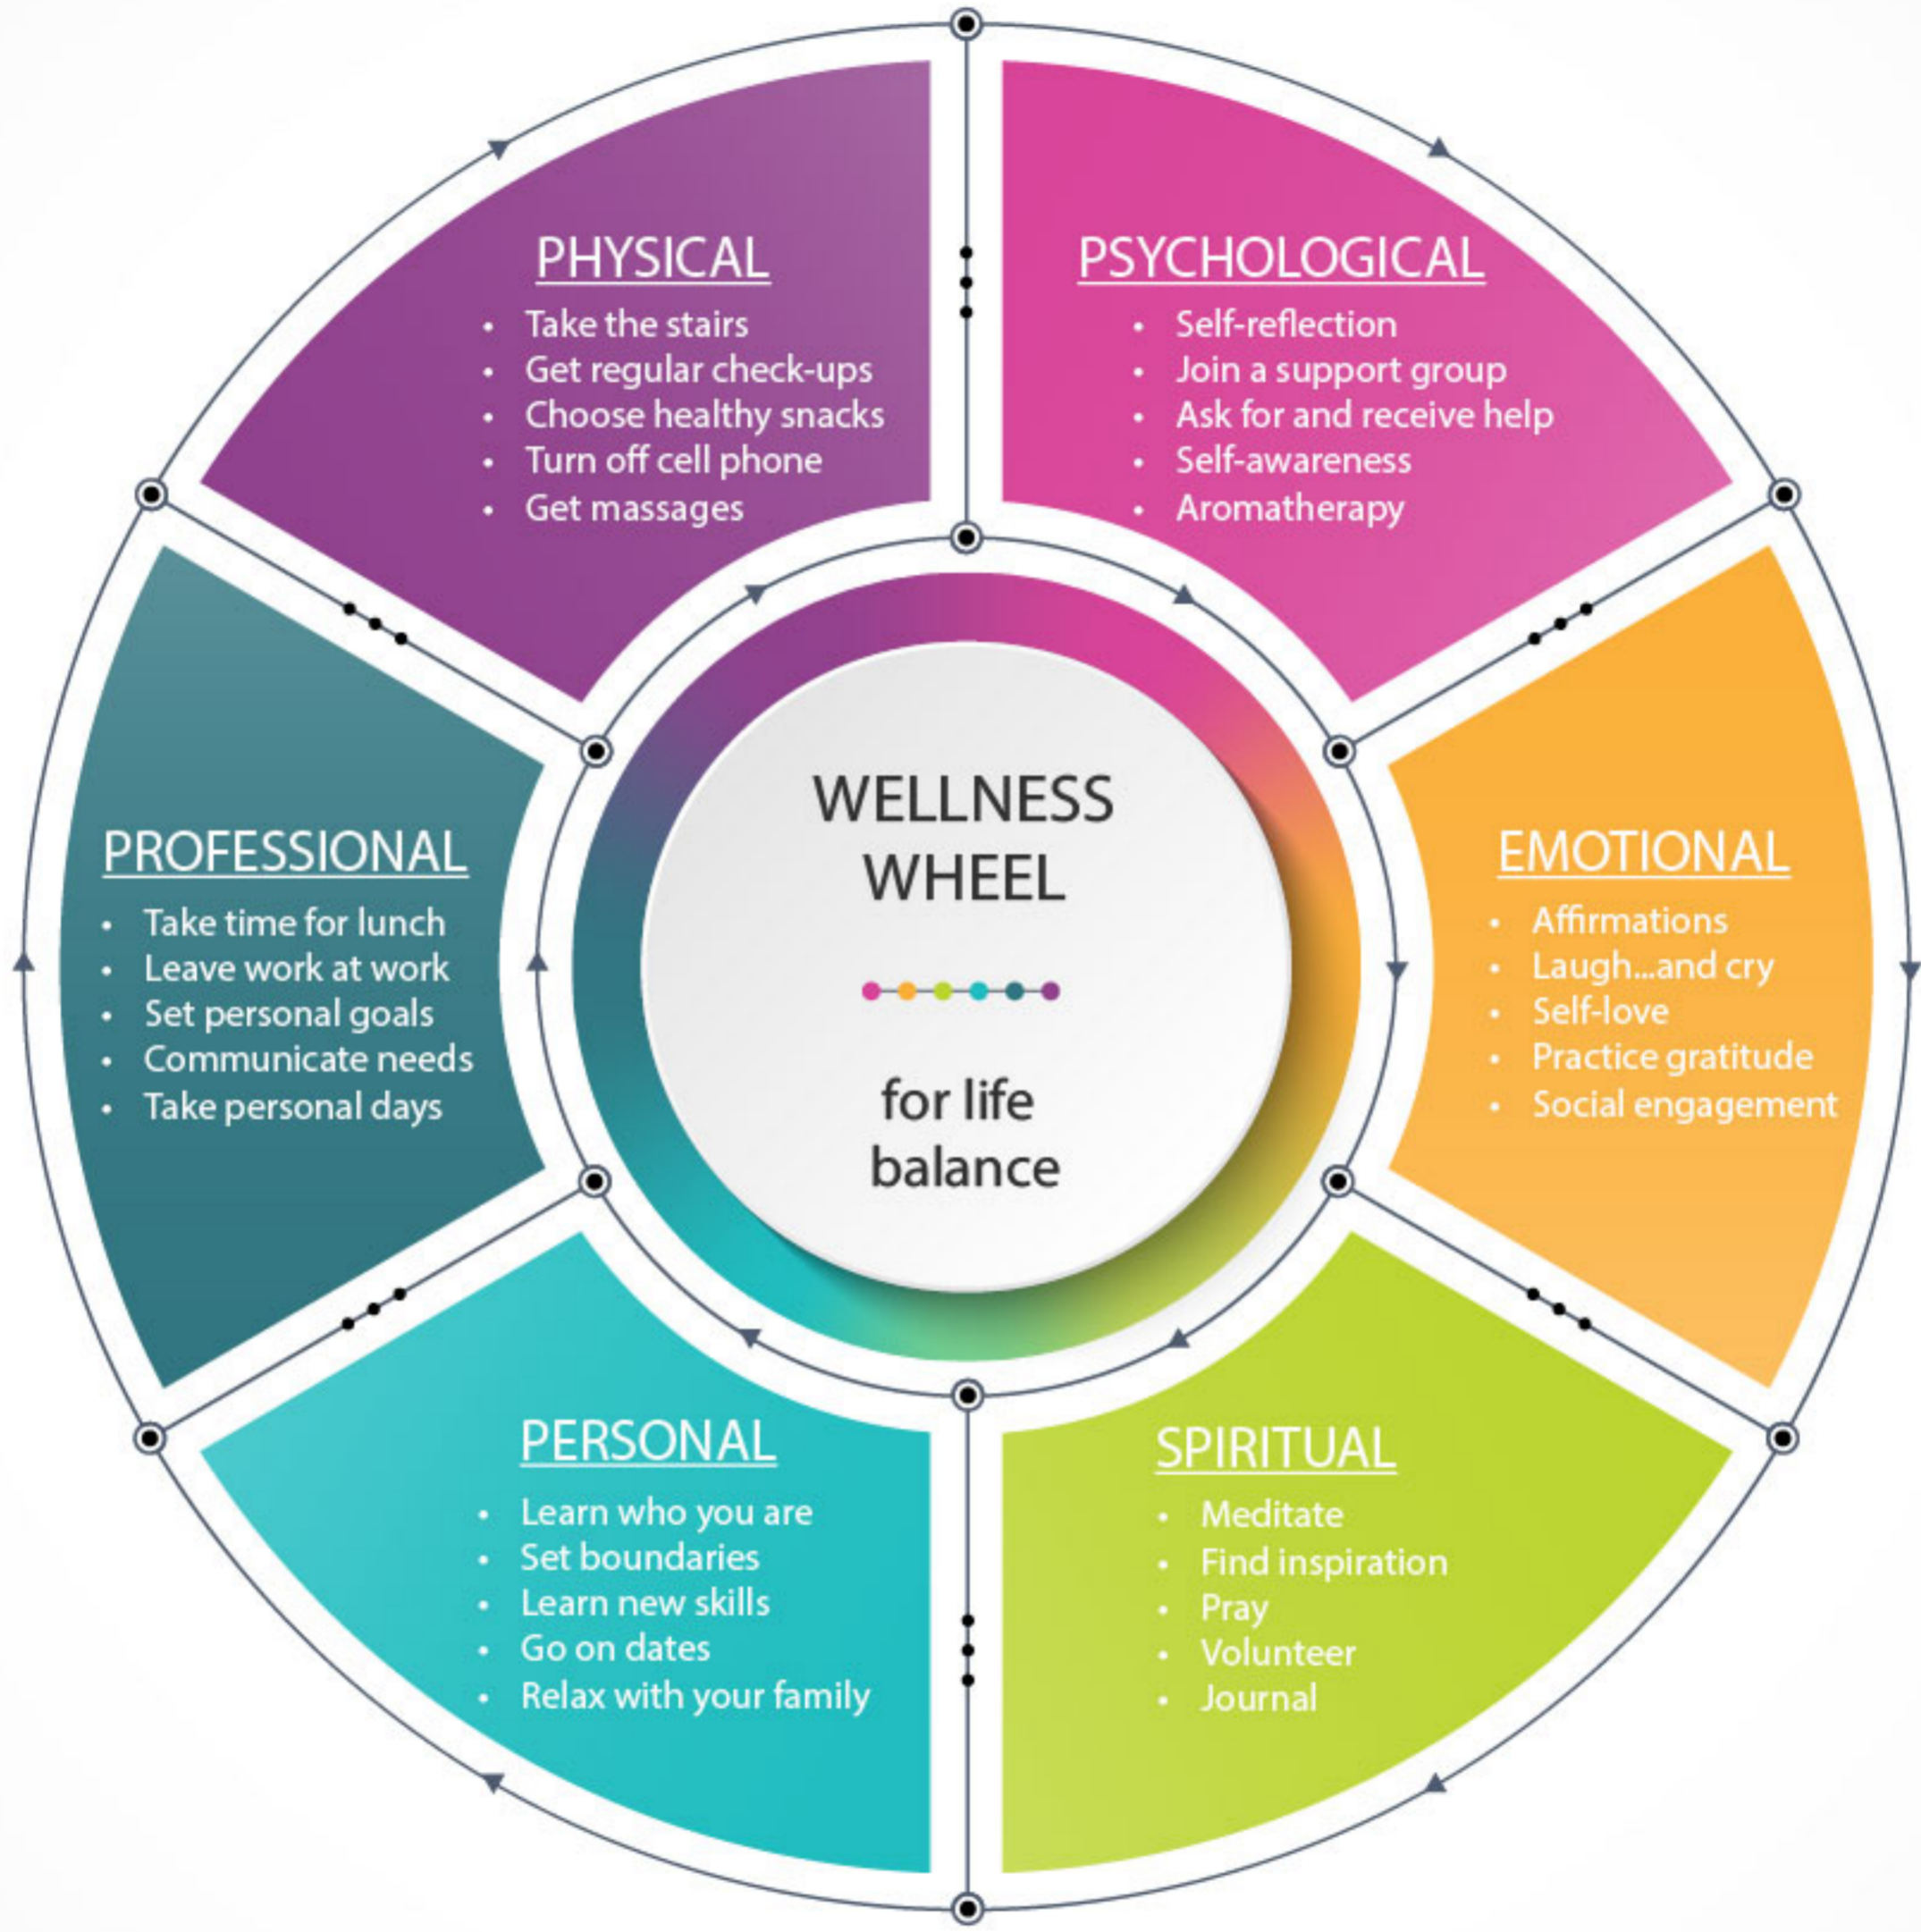 PHYSICAL
• Take the stairs
• Get regular check-ups
• Choose healthy snacks
• Turn off cell phone
• Get massages
PSYCHOLOGICAL
• Self-reflection
• Join a support group
• Ask for and receive help
• Self-awareness
• Aromatherapy
PROFESSIONAL
• Take time for lunch
• Leave work at work
• Set personal goals
• Communicate needs
• Take personal days
WELLNESS
WHEEL
for life
balance
EMOTIONAL
• Affirmations
• Laugh...and cry
• Self-love
• Practice gratitude
• Social engagement
PERSONAL
• Learn who you are
• Set boundaries
• Learn new skills
• Go on dates
• Relax with your family
SPIRITUAL
• Meditate
• Find inspiration
• Pray
• Volunteer
• Journal